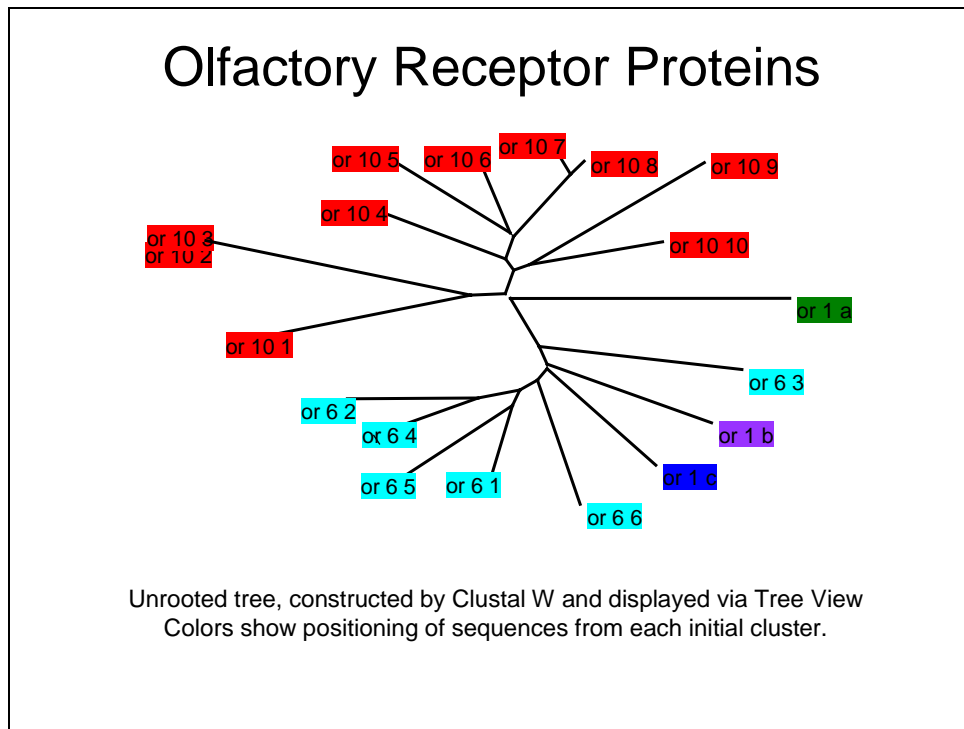 Olfactory Receptor Proteins
or 10 7
or 10 5
or 10 6
or 10 8
or 10 9
or 10 4
or 10 3
or 10 2
or 10 10
or 1 a
or 10 1
or 6 3
or 6 2
or 6 4
or 1 b
or 6 5
or 6 1
or 1 c
or 6 6
Unrooted tree, constructed by Clustal W and displayed via Tree View
Colors show positioning of sequences from each initial cluster.